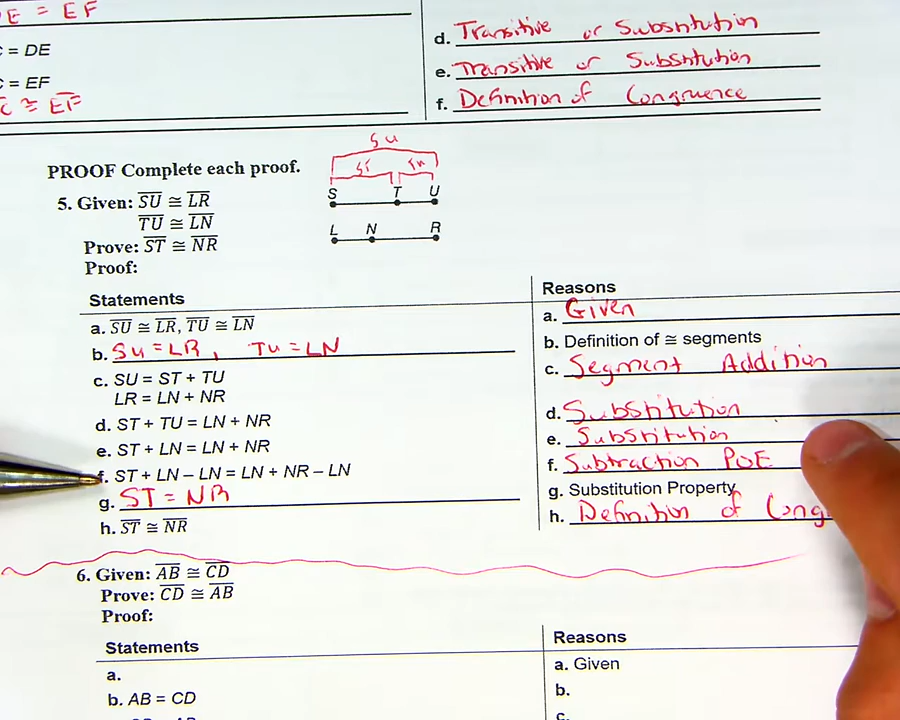 E = EF
= DE
= EF
C ≅ EF
d. Transitive or Substitution
e. Transitive or Substitution
f. Definition of Congruence
PROOF Complete each proof.
SU
ST TU
S T U
L N R
5. Given: SU ≅ LR
TU ≅ LN
Prove: ST ≅ NR
Proof:
Statements
a. SU ≅ LR, TU ≅ LN
b. SU = LR, TU = LN
c. SU = ST + TU
LR = LN + NR
d. ST + TU = LN + NR
e. ST + LN = LN + NR
f. ST + LN – LN = LN + NR – LN
g. ST = NR
h. ST ≅ NR
Reasons
a. Given
b. Definition of ≅ segments
c. Segment Addition
d. Substitution
e. Substitution
f. Subtraction PoE
g. Substitution Property
h. Definition of Cong
6. Given: AB ≅ CD
Prove: CD ≅ AB
Proof:
Statements
a.
b. AB = CD
Reasons
a. Given
b.
c.